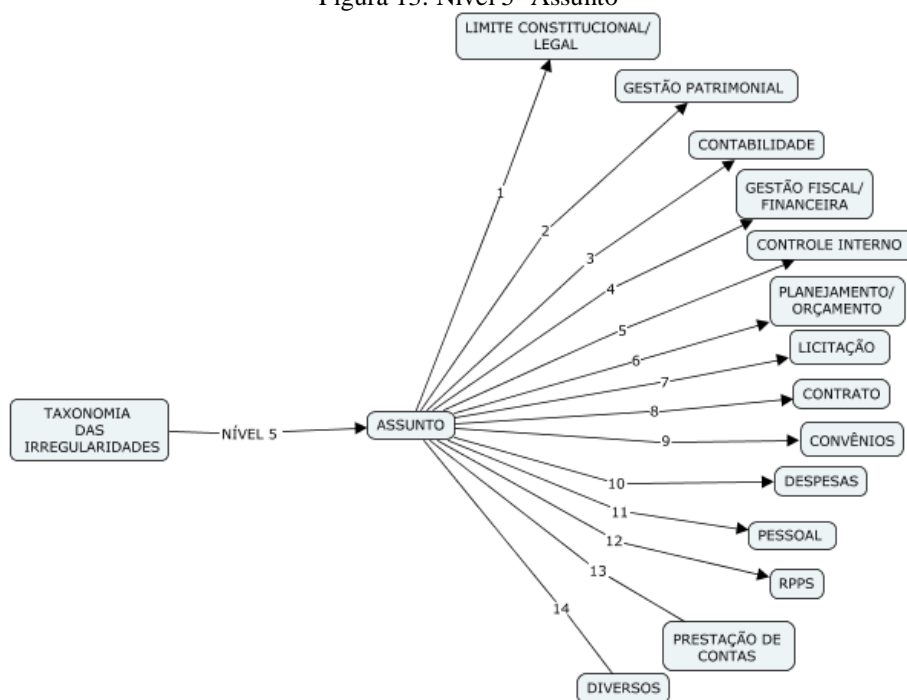 Figura 13: Nível 5- Assunto
LIMITE CONSTITUCIONAL/
LEGAL
GESTÃO PATRIMONIAL
CONTABILIDADE
GESTÃO FISCAL/
FINANCEIRA
CONTROLE INTERNO
PLANEJAMENTO/
ORÇAMENTO
LICITAÇÃO
CONTRATO
CONVÊNIOS
DESPESAS
PESSOAL
RPPS
PRESTAÇÃO DE
CONTAS
DIVERSOS
1
2
3
4
5
6
7
8
9
10
11
12
13
14
TAXONOMIA
DAS
IRREGULARIDADES
NÍVEL 5
ASSUNTO